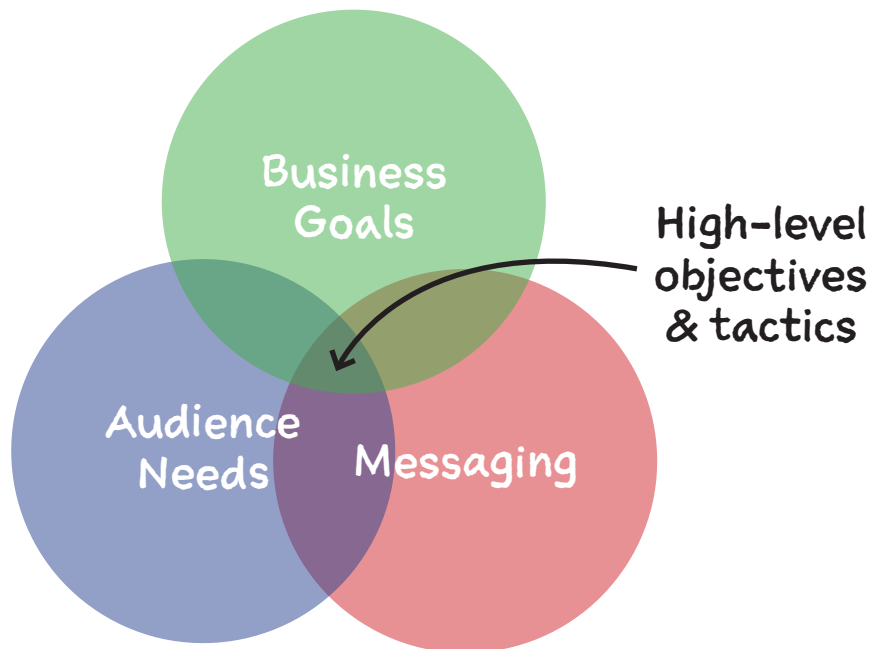 Business
Goals
High-level
objectives
& tactics
Audience
Needs
Messaging